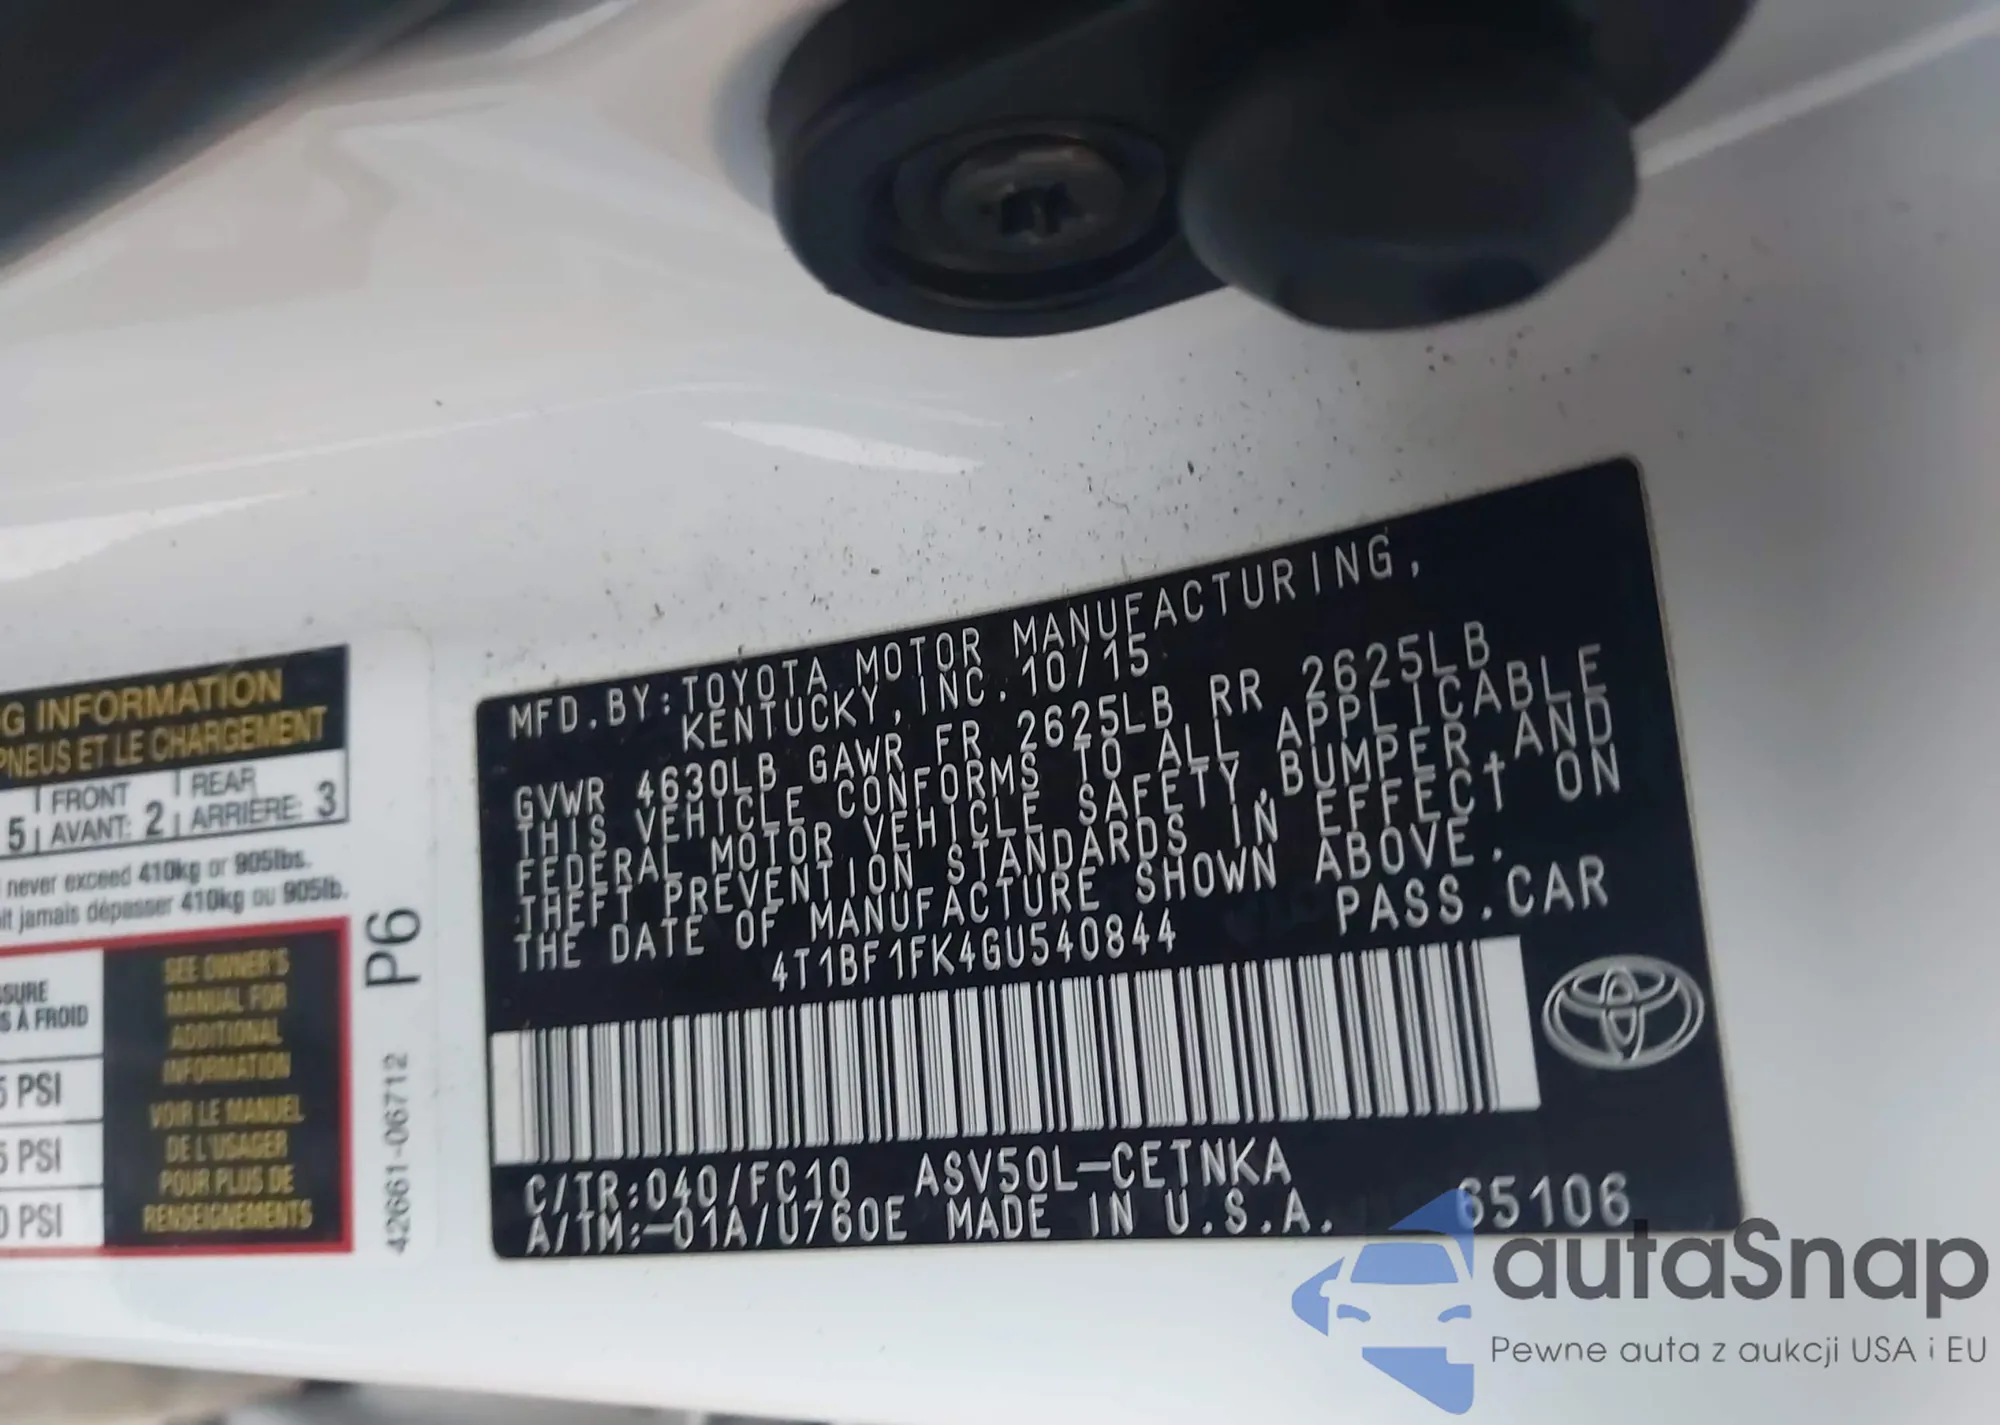 G INFORMATION
PNEUS ET LE CHARGEMENT
FRONT REAR
5 AVANT: 2 ARRIÈRE: 3
never exceed 410kg or 905lbs.
it jamais dépasser 410kg ou 905lb.
SURE
S À FROID
5 PSI
5 PSI
0 PSI
SEE OWNER'S
MANUAL FOR
ADDITIONAL
INFORMATION
VOIR LE MANUEL
DE L'USAGER
POUR PLUS DE
RENSEIGNEMENTS
P6
42661-06712
MFD.BY:TOYOTA MOTOR MANUFACTURING,
KENTUCKY,INC.10/15
GVWR 4630LB GAWR FR 2625LB RR 2625LB
THIS VEHICLE CONFORMS TO ALL APPLICABLE
FEDERAL MOTOR VEHICLE SAFETY,BUMPER,AND
THEFT PREVENTION STANDARDS IN EFFECT ON
THE DATE OF MANUFACTURE SHOWN ABOVE.
4T1BF1FK4GU540844 PASS.CAR
C/TR:040/FC10 ASV50L-CETNKA
A/TM:-01A/U760E MADE IN U.S.A. 65106
autaSnap
Pewne auta z aukcji USA i EU